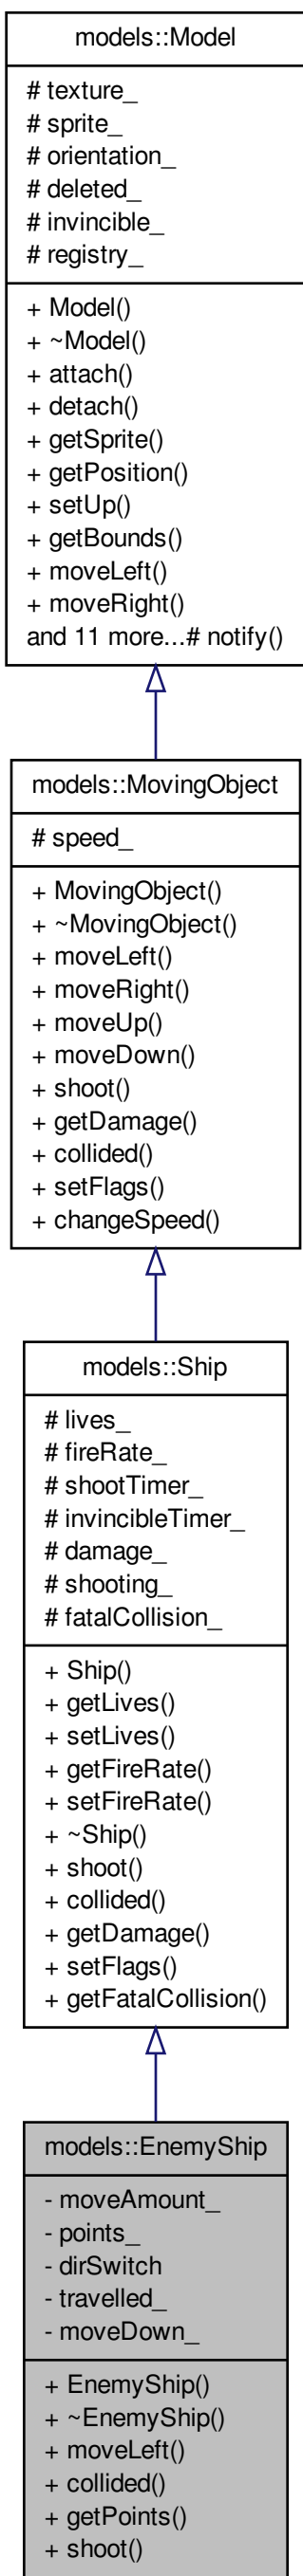 models::Model
# texture_
# sprite_
# orientation_
# deleted_
# invincible_
# registry_
+ Model()
+ ~Model()
+ attach()
+ detach()
+ getSprite()
+ getPosition()
+ setUp()
+ getBounds()
+ moveLeft()
+ moveRight()
and 11 more...# notify()
models::MovingObject
# speed_
+ MovingObject()
+ ~MovingObject()
+ moveLeft()
+ moveRight()
+ moveUp()
+ moveDown()
+ shoot()
+ getDamage()
+ collided()
+ setFlags()
+ changeSpeed()
models::Ship
# lives_
# fireRate_
# shootTimer_
# invincibleTimer_
# damage_
# shooting_
# fatalCollision_
+ Ship()
+ getLives()
+ setLives()
+ getFireRate()
+ setFireRate()
+ ~Ship()
+ shoot()
+ collided()
+ getDamage()
+ setFlags()
+ getFatalCollision()
models::EnemyShip
- moveAmount_
- points_
- dirSwitch
- travelled_
- moveDown_
+ EnemyShip()
+ ~EnemyShip()
+ moveLeft()
+ collided()
+ getPoints()
+ shoot()